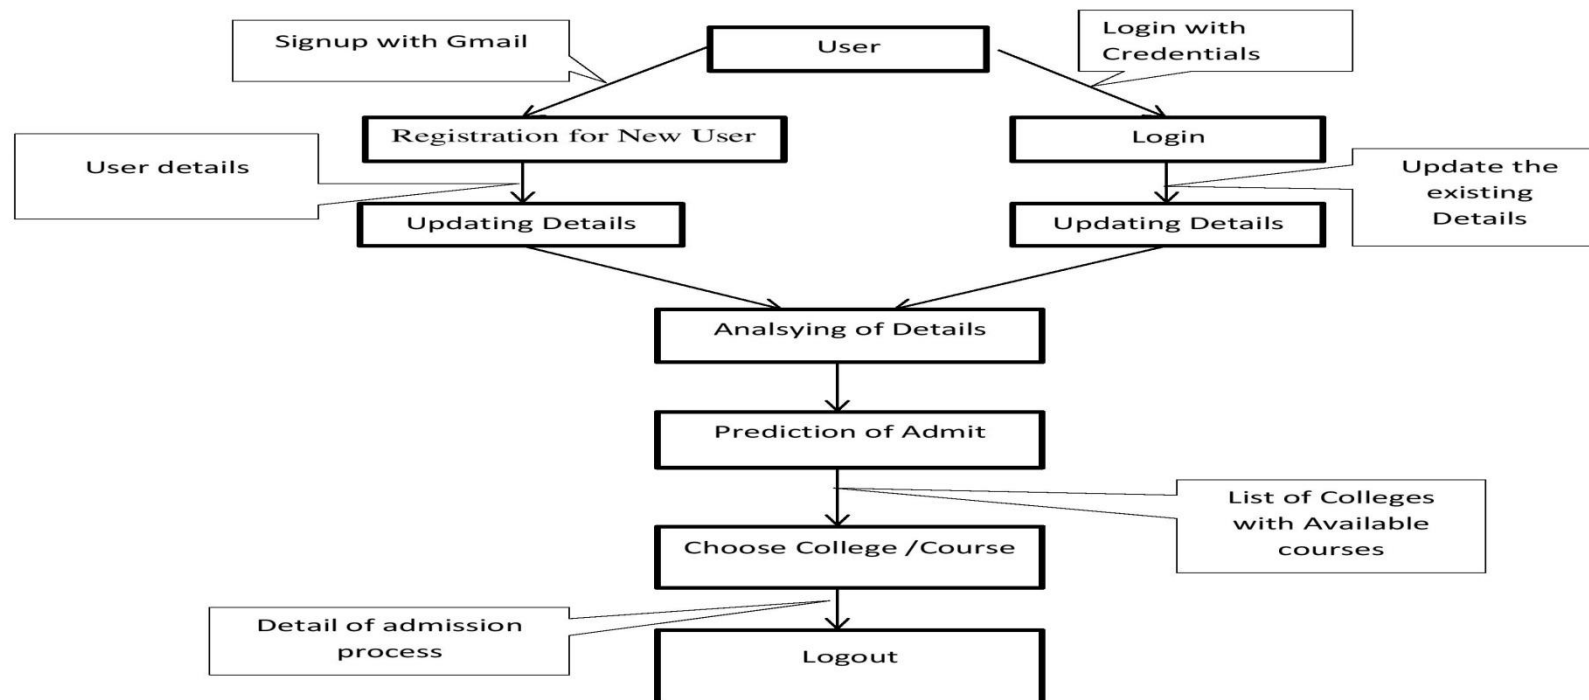 Signup with Gmail
User
Login with
Credentials
Registration for New User
Login
User details
Update the
existing
Details
Updating Details
Updating Details
Analsying of Details
Prediction of Admit
List of Colleges
with Available
courses
Choose College /Course
Detail of admission
process
Logout